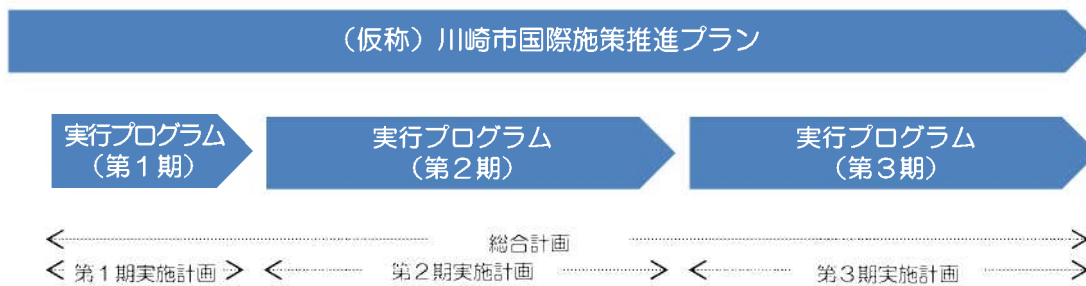 （仮称）川崎市国際施策推進プラン
実行プログラム
（第１期）
実行プログラム
（第２期）
実行プログラム
（第３期）
総合計画
第１期実施計画
第２期実施計画
第３期実施計画